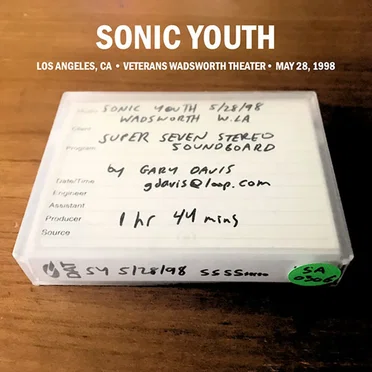 SONIC YOUTH
LOS ANGELES, CA • VETERANS WADSWORTH THEATER • MAY 28, 1998
SONIC YOUTH 5/28/98
WADSWORTH W.LA
Client
SUPER SEVEN STEREO
Program
SOUNDBOARD
by GARY DAVIS
Date/Time
gdavis@loop.com
Engineer
Assistant
Producer
1 hr 44 mins
Source
SY 5/28/98
SA